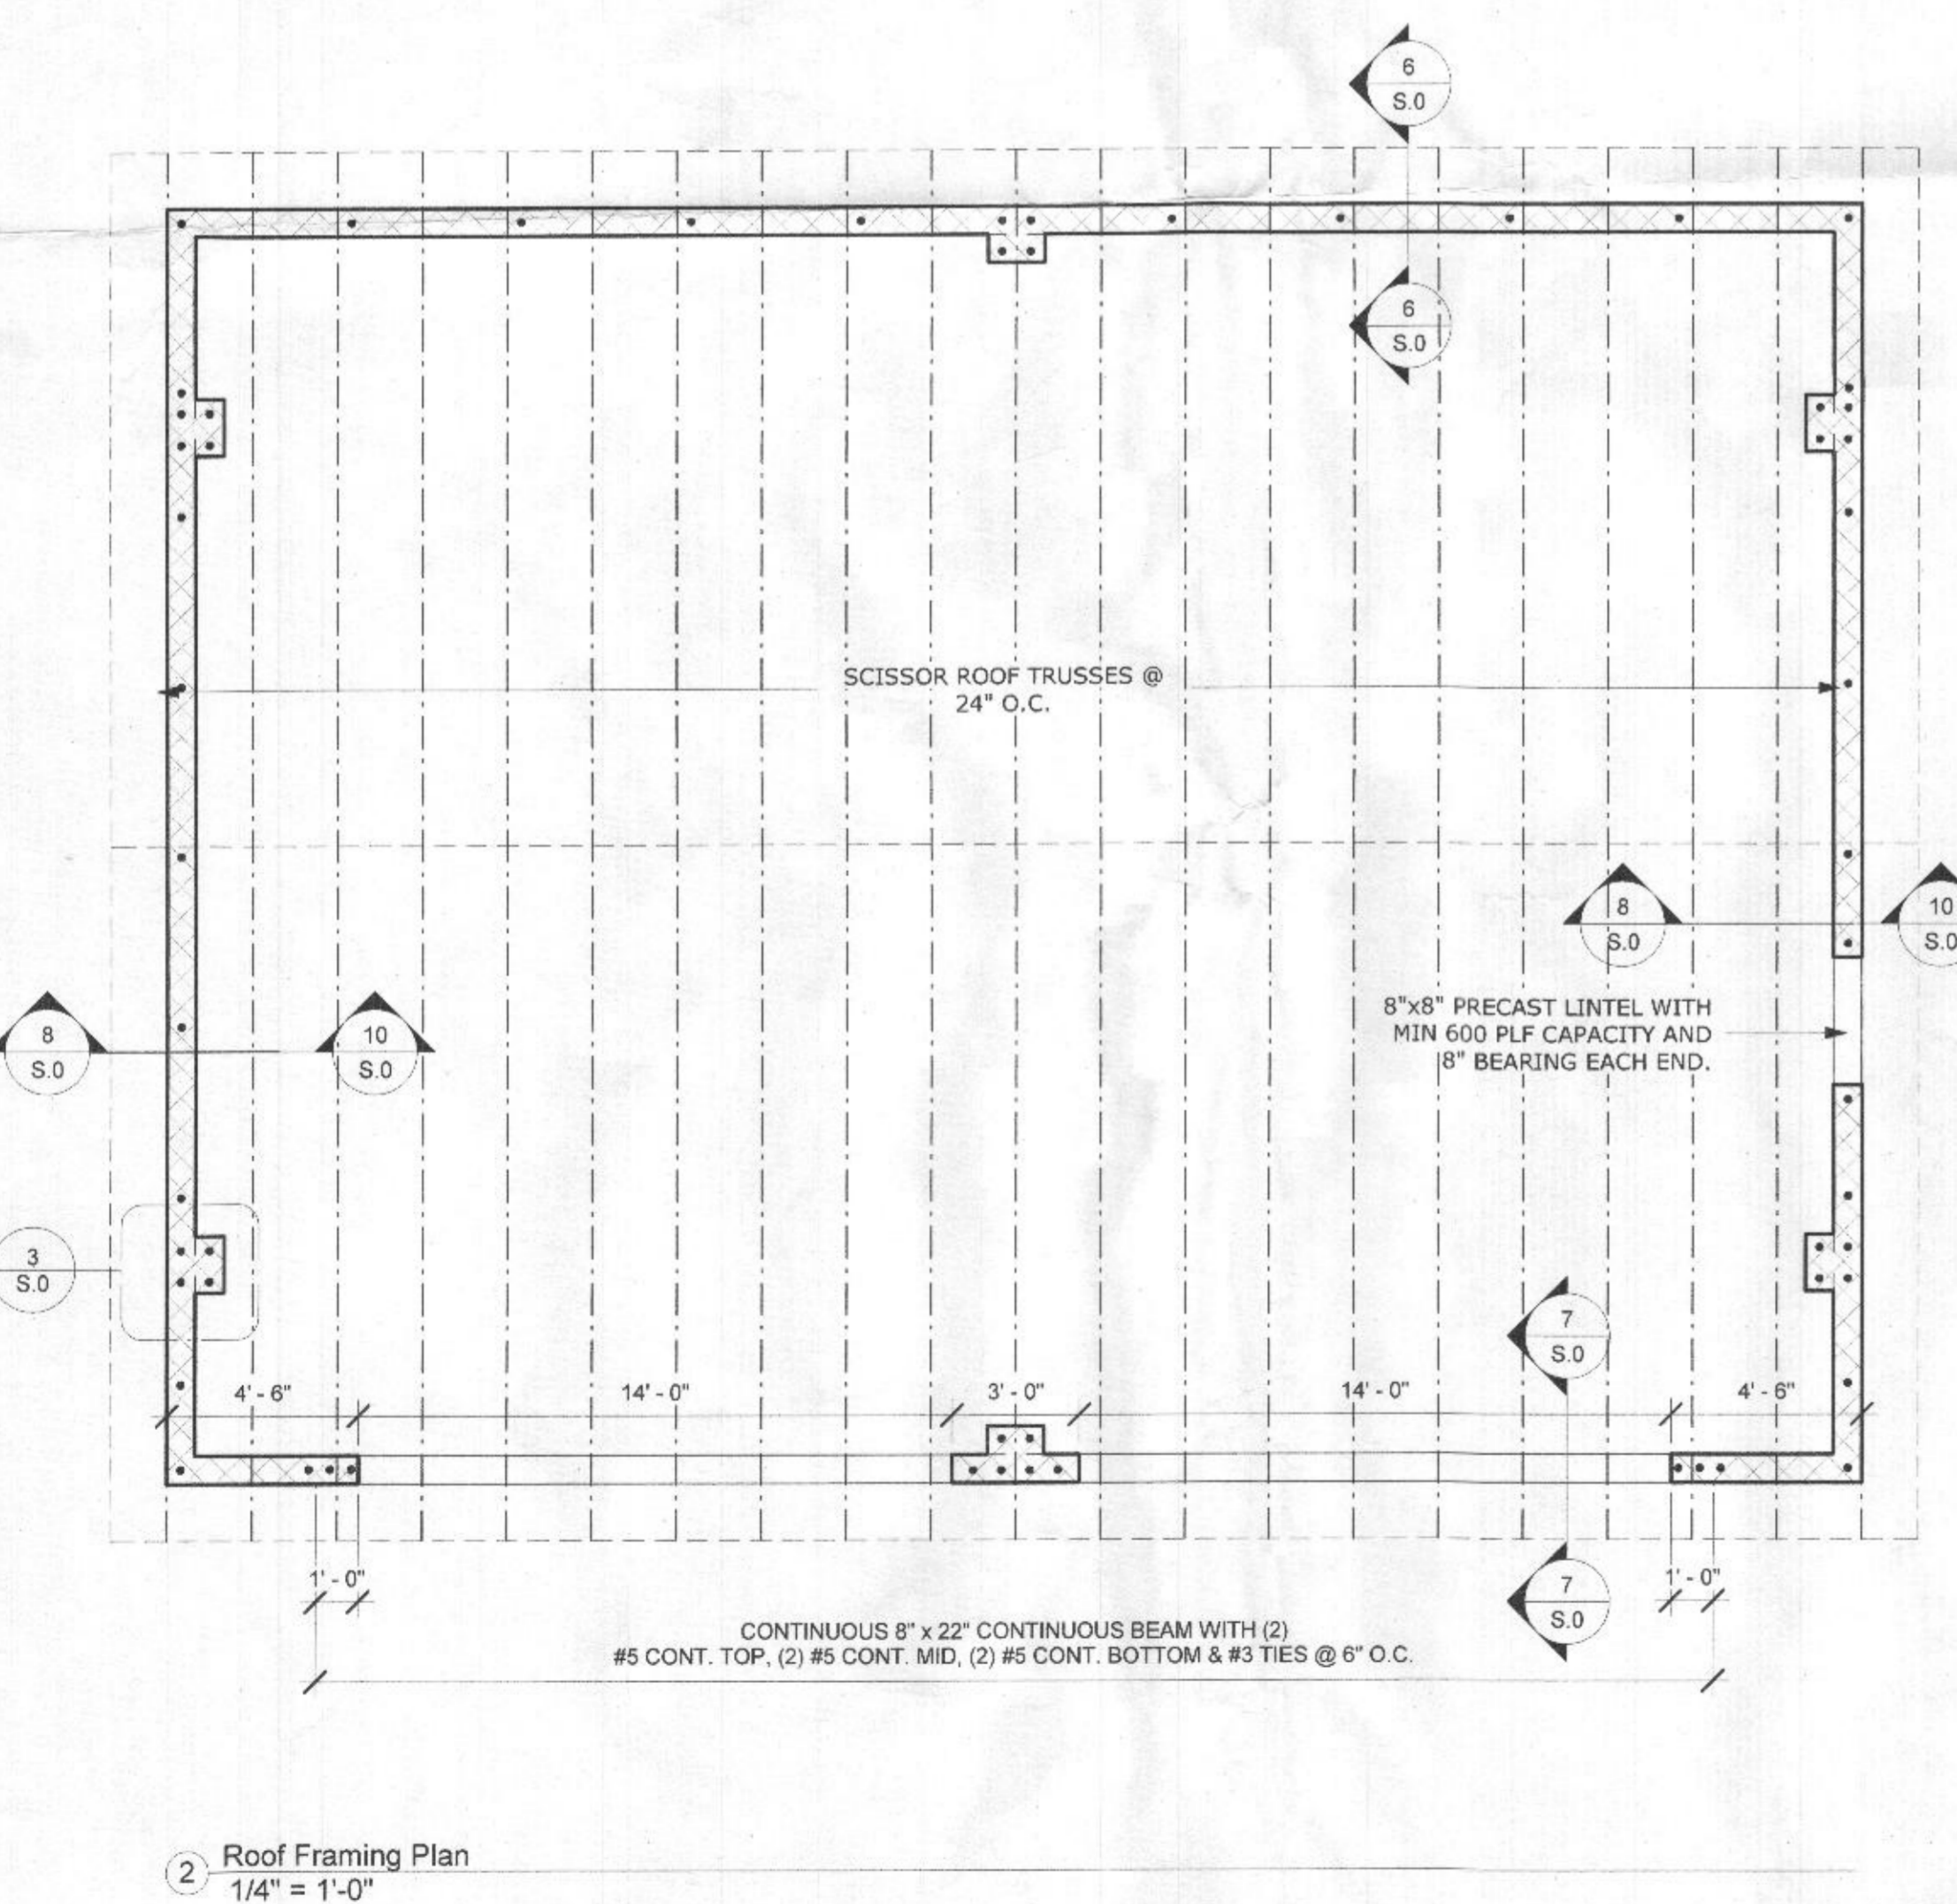 6
S.0
6
S.0
SCISSOR ROOF TRUSSES @
24" O.C.
8
S.0
10
S.0
8"x8" PRECAST LINTEL WITH
MIN 600 PLF CAPACITY AND
8" BEARING EACH END.
8
S.0
10
S.0
3
S.0
7
S.0
4' - 6"
14' - 0"
3' - 0"
14' - 0"
4' - 6"
1' - 0"
1' - 0"
7
S.0
CONTINUOUS 8" x 22" CONTINUOUS BEAM WITH (2)
#5 CONT. TOP, (2) #5 CONT. MID, (2) #5 CONT. BOTTOM & #3 TIES @ 6" O.C.
2
Roof Framing Plan
1/4" = 1'-0"